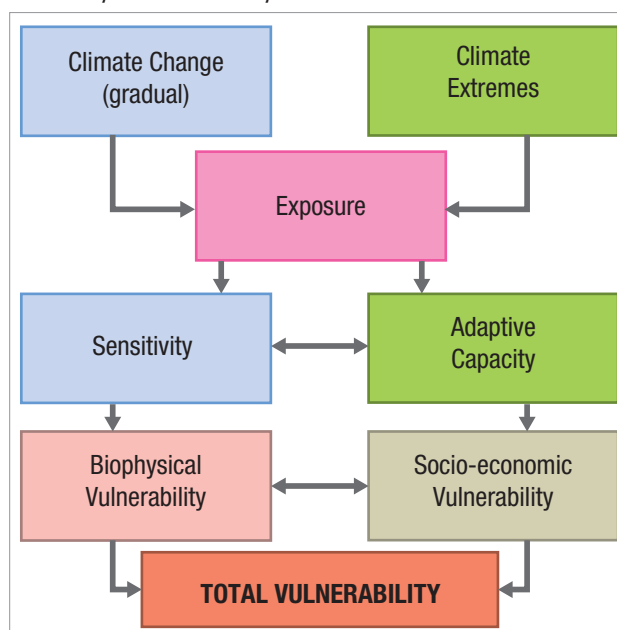 Climate Change
(gradual)
Climate
Extremes
Exposure
Sensitivity
Adaptive
Capacity
Biophysical
Vulnerability
Socio-economic
Vulnerability
TOTAL VULNERABILITY